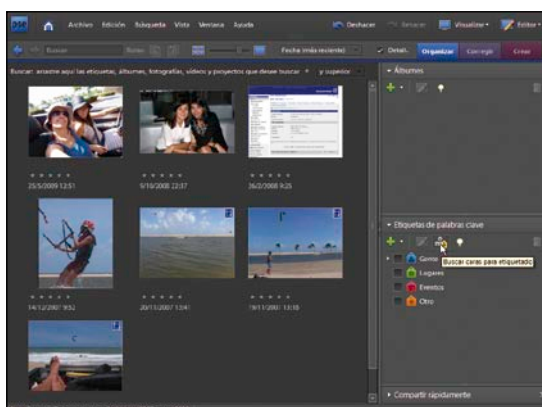 pse Archivo Edición Búsqueda Vista Ventana Ayuda Deshacer Rehacer Visualizar Editor
Buscar Fecha (más reciente) Detall. Organizar Corregir Crear
Buscar: arrastre aquí las etiquetas, álbumes, fotografías, vídeos y proyectos que desee buscar y superior
Álbumes
25/5/2009 12:51 9/10/2008 22:37 26/2/2008 9:25
Etiquetas de palabras clave
Buscar caras para etiquetado
Gente
Lugares
Eventos
Otro
14/12/2007 9:52 20/11/2007 13:41 19/11/2007 13:18
Compartir rápidamente